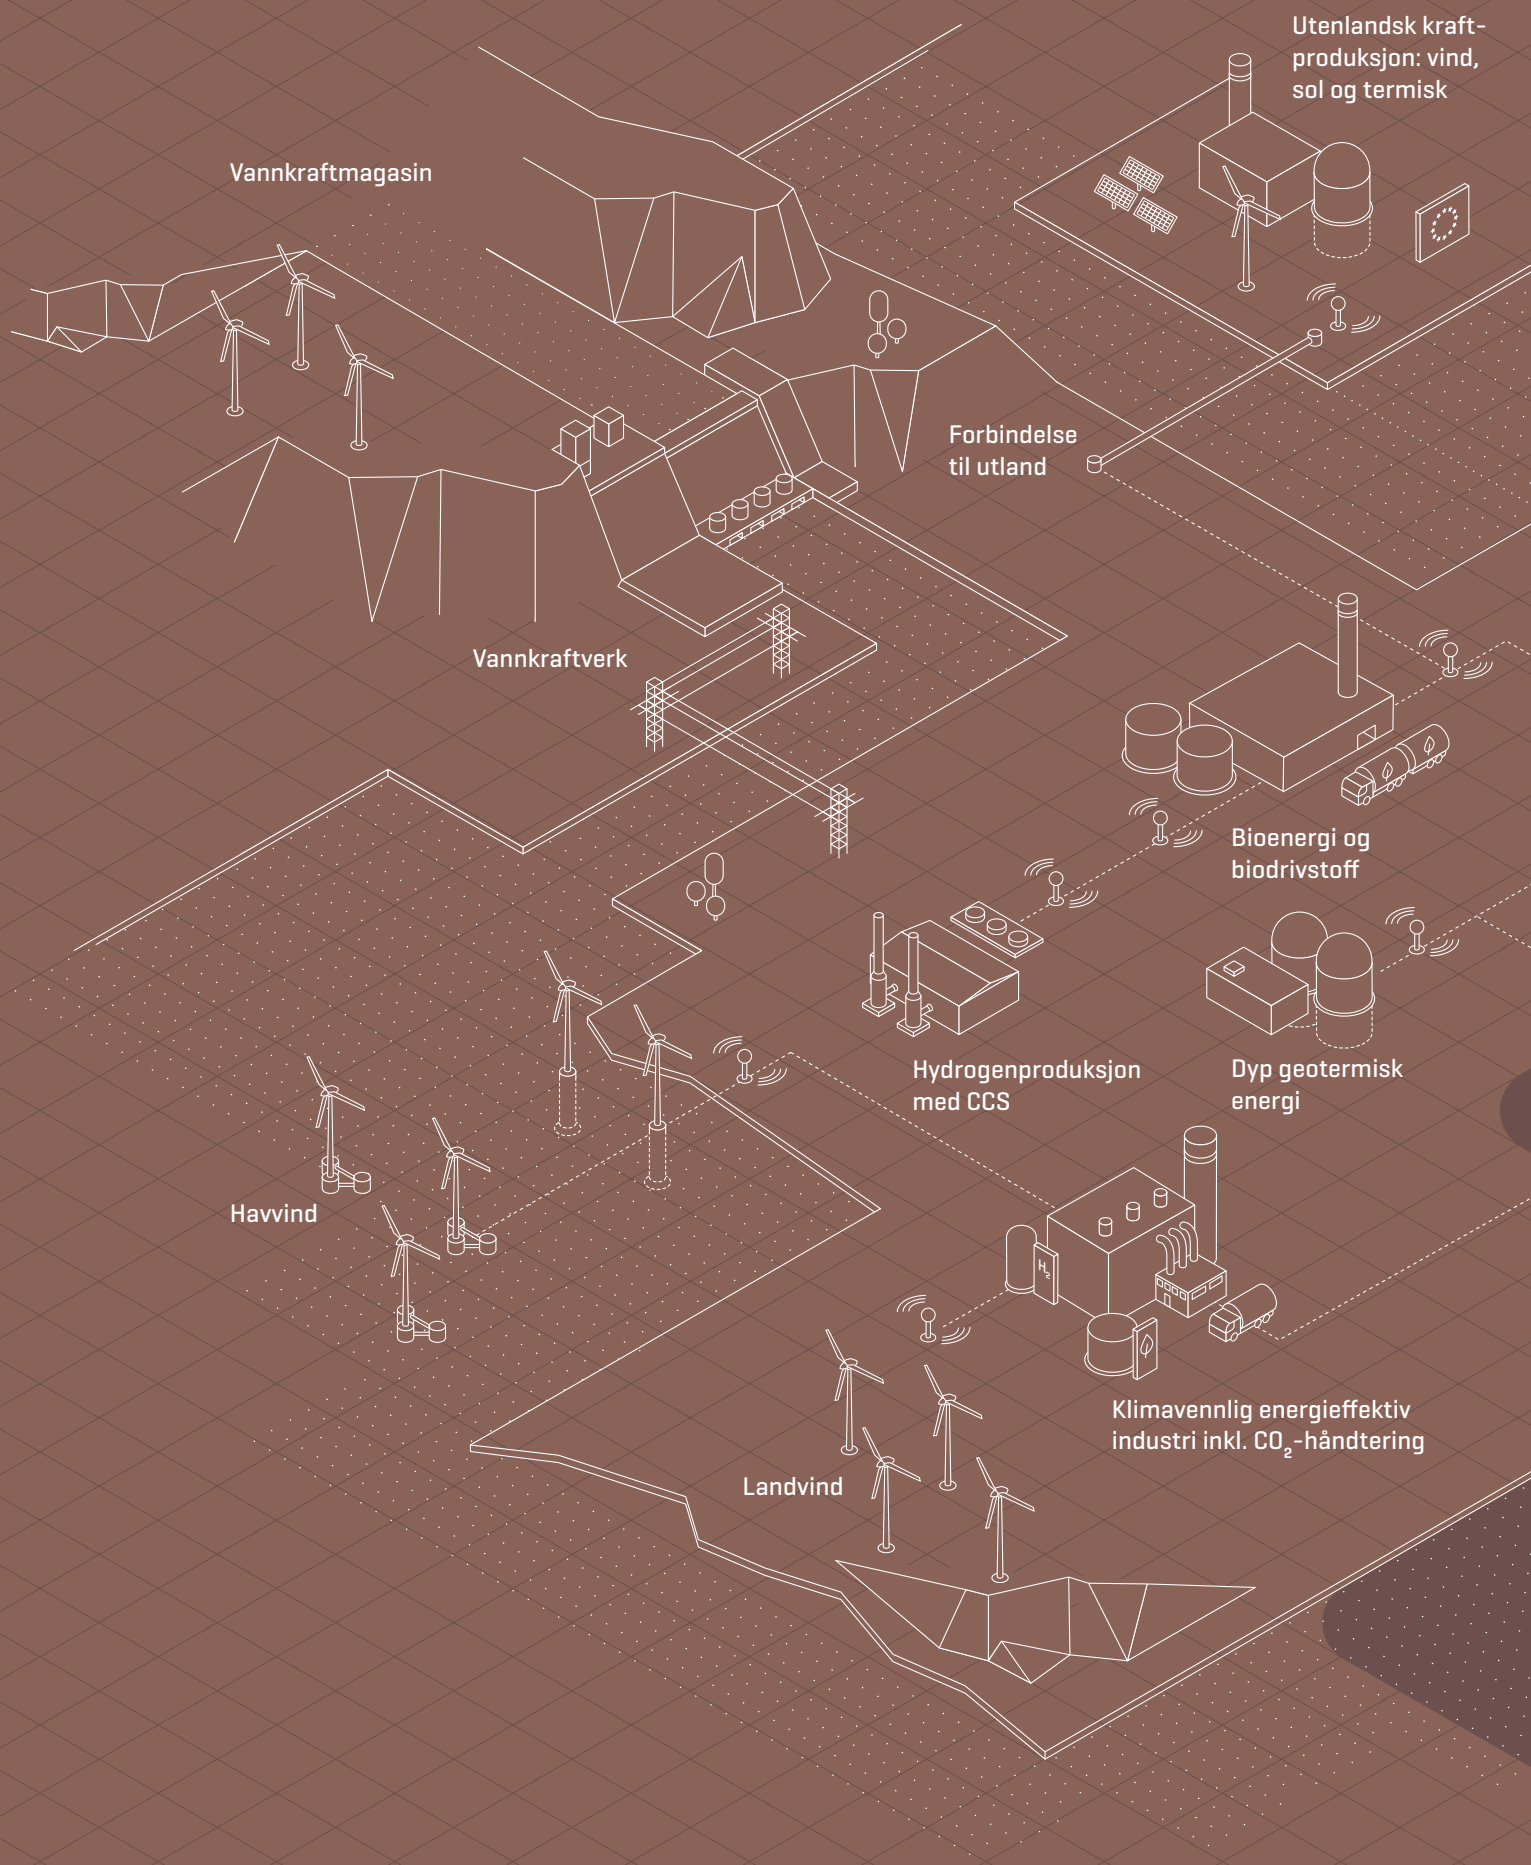 Utenlandsk kraft-
produksjon: vind,
sol og termisk
Vannkraftmagasin
Forbindelse
til utland
Vannkraftverk
Bioenergi og
biodrivstoff
Hydrogenproduksjon
med CCS
Dyp geotermisk
energi
Havvind
H₂
Klimavennlig energieffektiv
industri inkl. CO₂-håndtering
Landvind